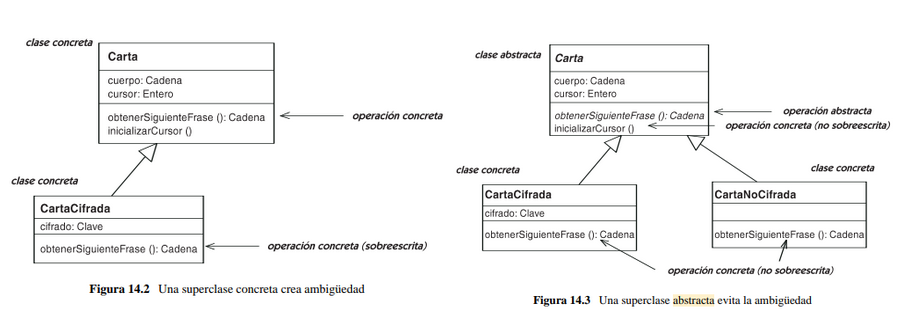 clase concreta
Carta
cuerpo: Cadena
cursor: Entero
obtenerSiguienteFrase (): Cadena
inicializarCursor ()
operación concreta
clase concreta
CartaCifrada
cifrado: Clave
obtenerSiguienteFrase (): Cadena
operación concreta (sobreescrita)
Figura 14.2 Una superclase concreta crea ambigüedad
clase abstracta
Carta
cuerpo: Cadena
cursor: Entero
obtenerSiguienteFrase (): Cadena
inicializarCursor ()
operación abstracta
operación concreta (no sobreescrita)
clase concreta
CartaCifrada
cifrado: Clave
obtenerSiguienteFrase (): Cadena
clase concreta
CartaNoCifrada
obtenerSiguienteFrase (): Cadena
operación concreta (no sobreescrita)
Figura 14.3 Una superclase abstracta evita la ambigüedad